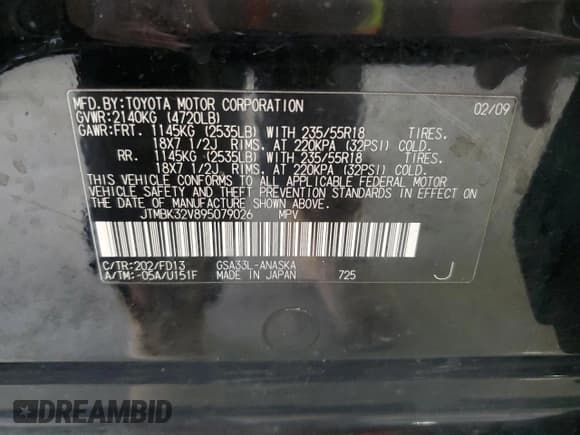 MFD.BY:TOYOTA MOTOR CORPORATION 02/09
GVWR:2140KG (4720LB)
GAWR:FRT. 1145KG (2535LB) WITH 235/55R18 TIRES.
18X7 1/2J RIMS. AT 220KPA (32PSI) COLD.
RR. 1145KG (2535LB) WITH 235/55R18 TIRES.
18X7 1/2J RIMS. AT 220KPA (32PSI) COLD.
THIS VEHICLE CONFORMS TO ALL APPLICABLE FEDERAL MOTOR
VEHICLE SAFETY AND THEFT PREVENTION STANDARDS IN EFFECT ON
THE DATE OF MANUFACTURE SHOWN ABOVE.
JTMBK32V895079026 MPV
C/TR:202/FD13 GSA33L-ANASKA
A/TM:-05A/U151F MADE IN JAPAN 725 J
DREAMBID